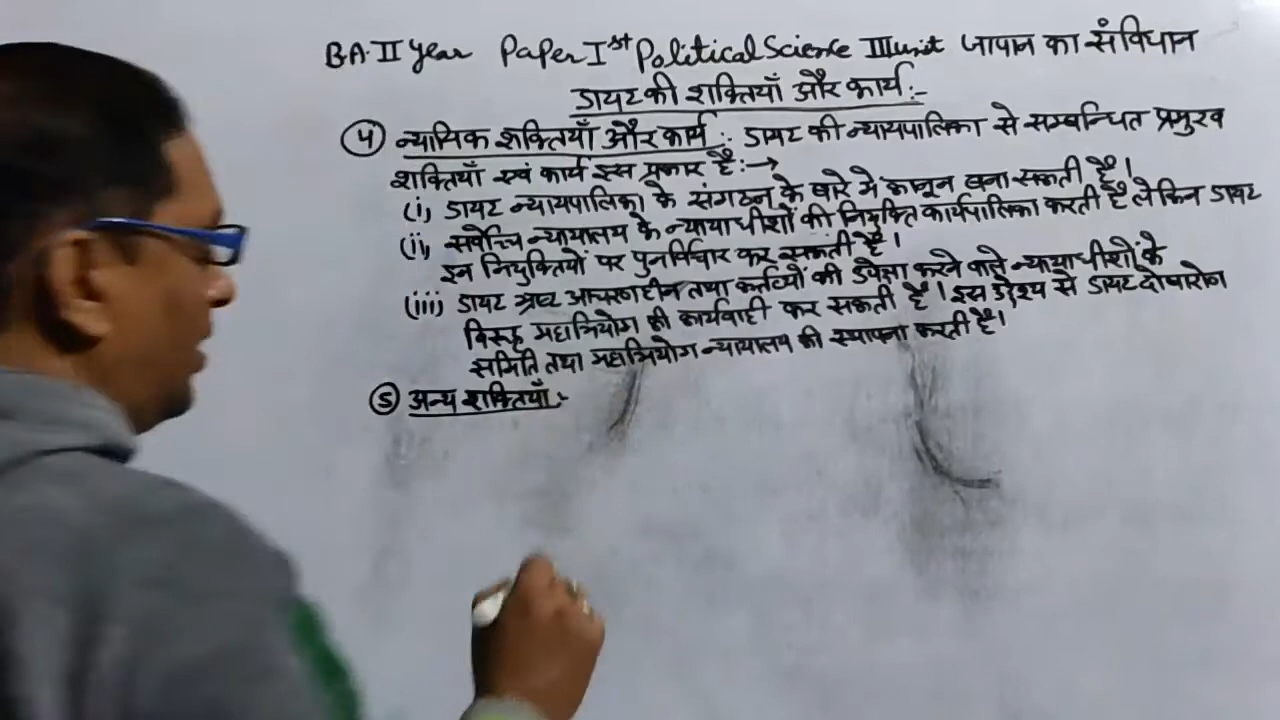 B.A. II Year Paper Ist Political Science III unit जापान का संविधान
डायट की शक्तियाँ और कार्य :-
④ न्यायिक शक्तियाँ और कार्य : डायट की न्यायपालिका से सम्बन्धित प्रमुख
शक्तियाँ एवं कार्य इस प्रकार है :- →
(i) डायट न्यायपालिका के संगठन के बारे में कानून बना सकती है।
(ii) सर्वोच्च न्यायालय के न्यायाधीशों की नियुक्ति कार्यपालिका करती है लेकिन डायट
इन नियुक्तियों पर पुनर्विचार कर सकती है।
(iii) डायट भ्रष्ट आचरणहीन तथा कर्तव्यों की उपेक्षा करने वाले न्यायाधीशों के
विरूद्ध महाभियोग की कार्यवाही कर सकती है। इस उद्देश्य से डायट दोषारोण
समिति तथा महाभियोग न्यायालय की स्थापना करती है।
⑤ अन्य शक्तियाँ :-